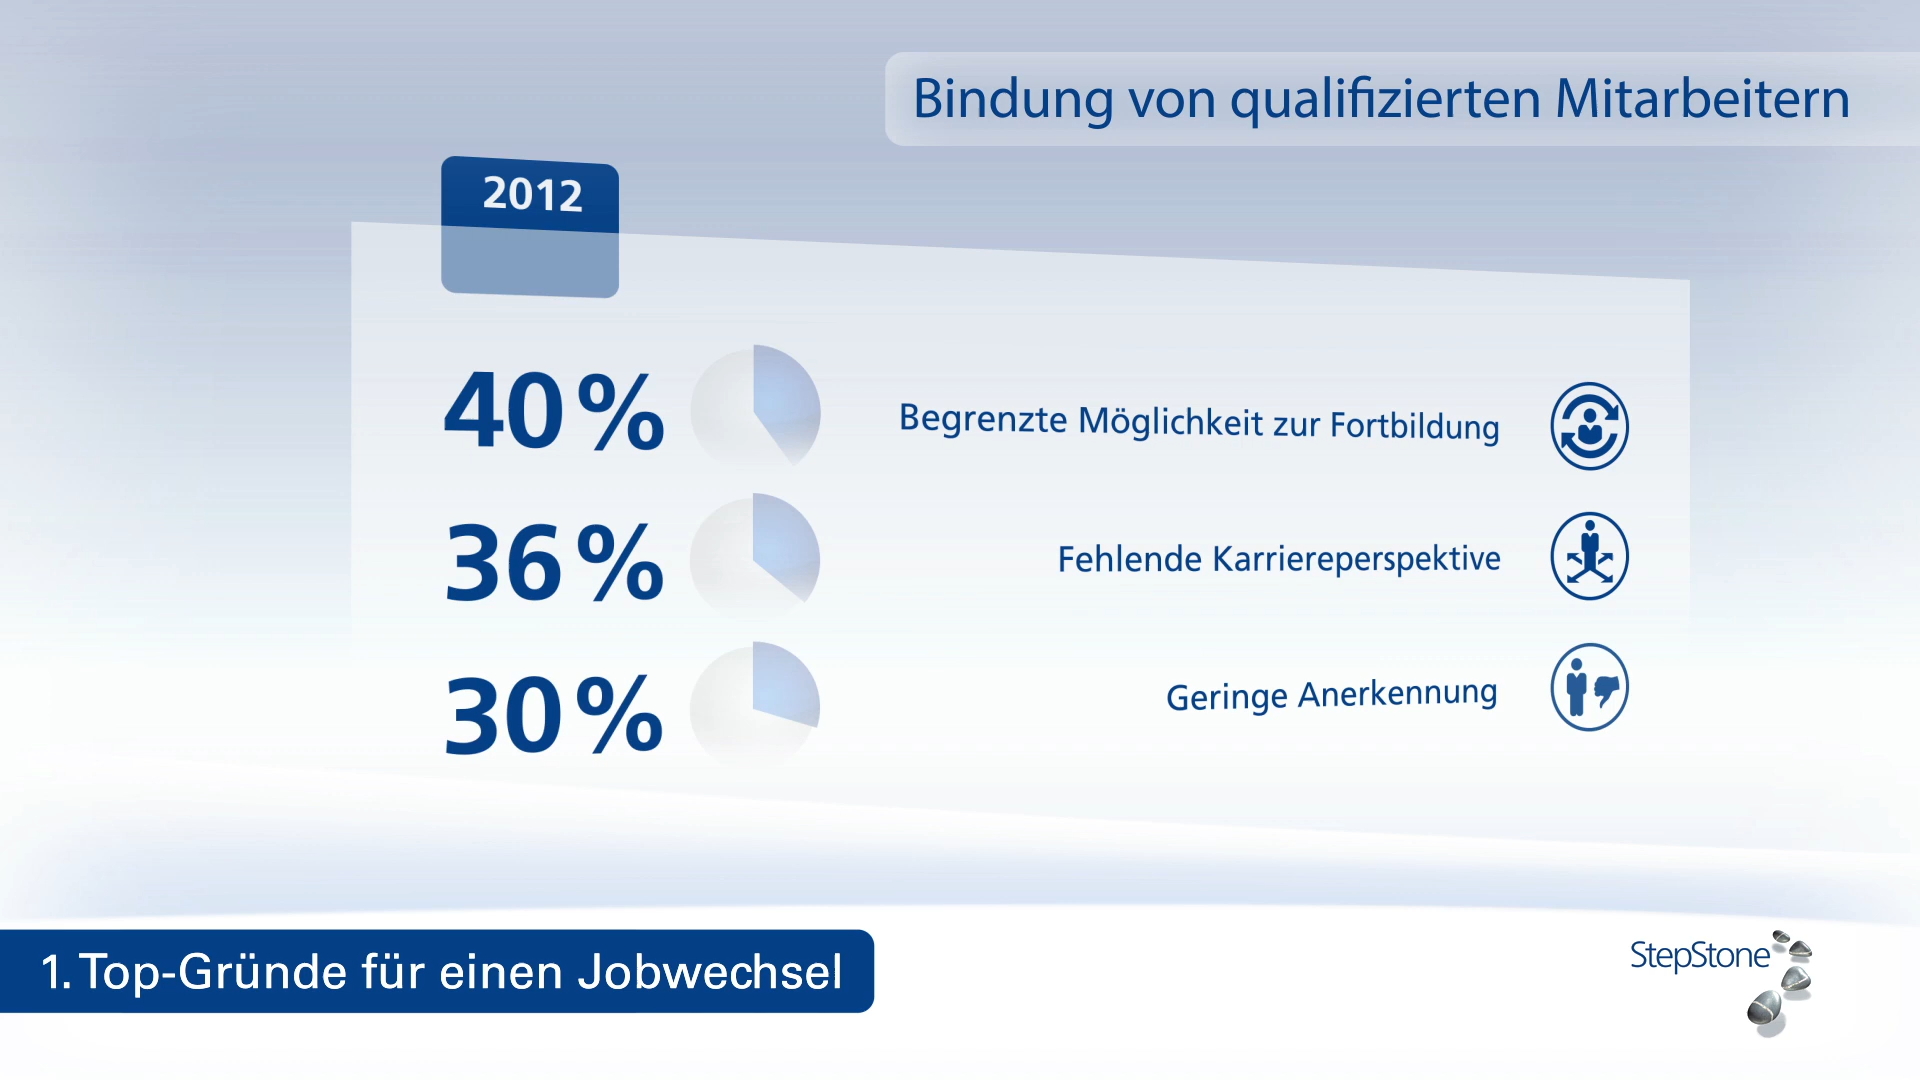 Bindung von qualifizierten Mitarbeitern
2012
40 % Begrenzte Möglichkeit zur Fortbildung
36 % Fehlende Karriereperspektive
30 % Geringe Anerkennung
1. Top-Gründe für einen Jobwechsel
StepStone